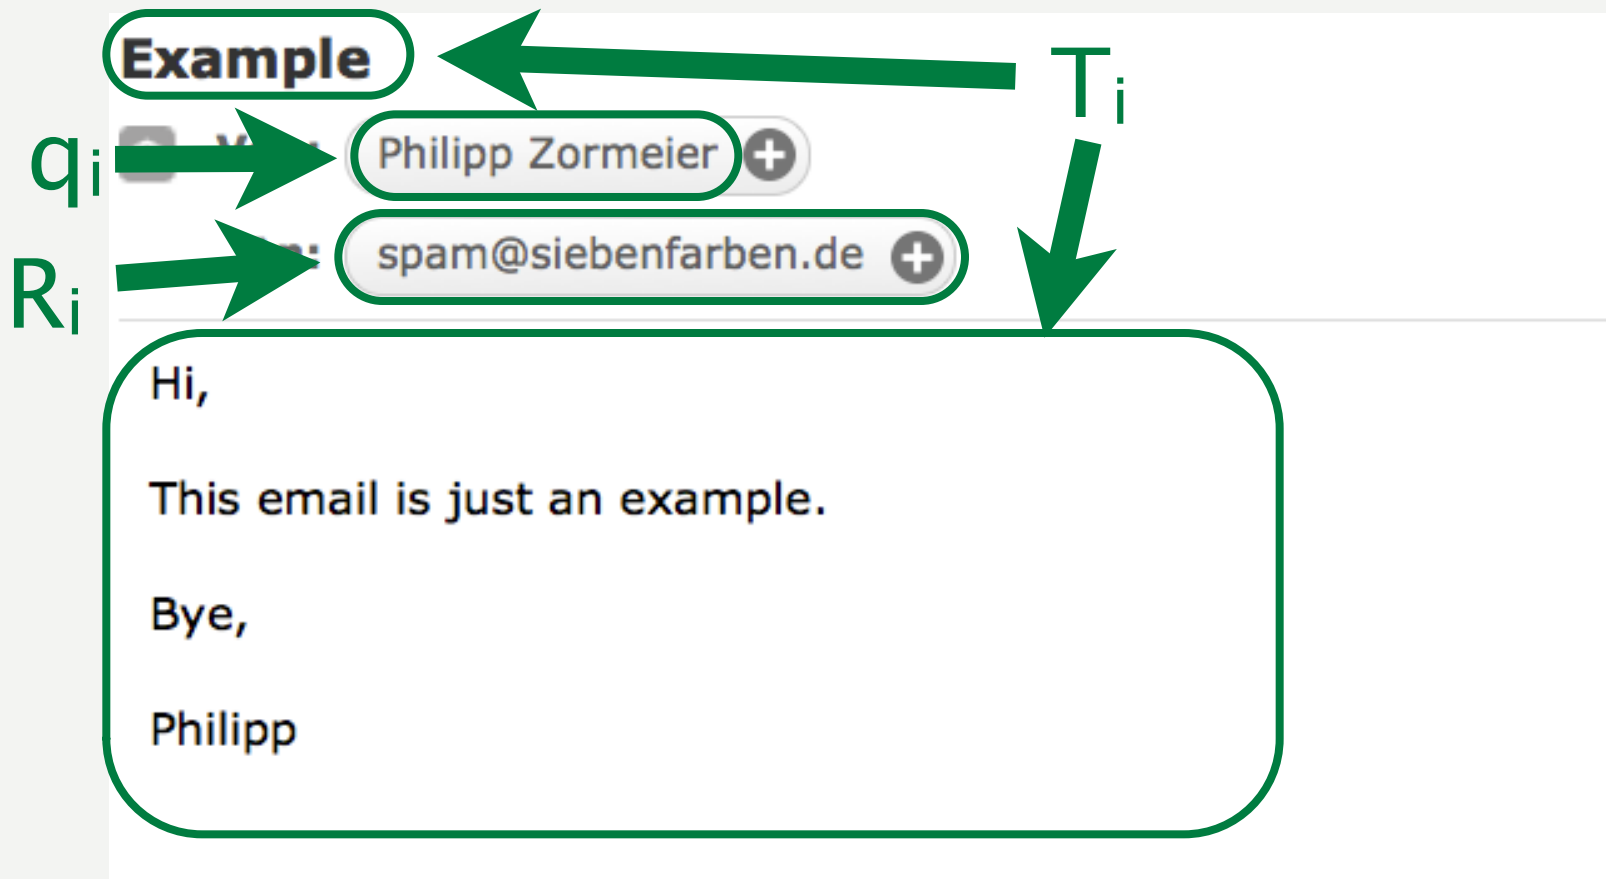 Example
Ti
qi
Philipp Zormeier
Ri
spam@siebenfarben.de
Hi,
This email is just an example.
Bye,
Philipp